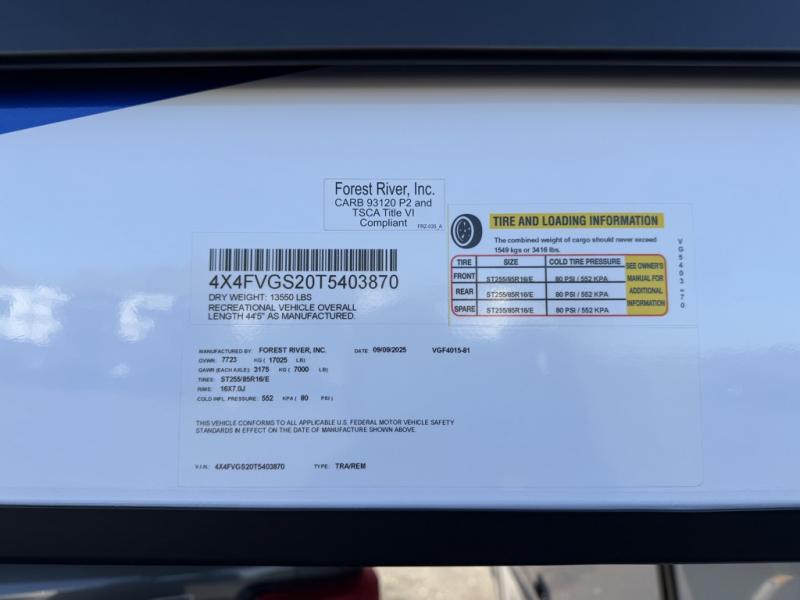 Forest River, Inc.
CARB 93120 P2 and
TSCA Title VI
Compliant
FRZ-035_A
4X4FVGS20T5403870
DRY WEIGHT: 13550 LBS
RECREATIONAL VEHICLE OVERALL
LENGTH 44'5" AS MANUFACTURED.
TIRE AND LOADING INFORMATION
The combined weight of cargo should never exceed
1549 kgs or 3416 lbs.
TIRE SIZE COLD TIRE PRESSURE
FRONT ST255/85R16/E 80 PSI / 552 KPA
REAR ST255/85R16/E 80 PSI / 552 KPA
SPARE ST255/85R16/E 80 PSI / 552 KPA
SEE OWNER'S
MANUAL FOR
ADDITIONAL
INFORMATION
MANUFACTURED BY: FOREST RIVER, INC. DATE: 09/09/2025 VGF4015-81
GVWR: 7723 KG ( 17025 LB)
GAWR (EACH AXLE): 3175 KG ( 7000 LB)
TIRES: ST255/85R16/E
RIMS: 16X7.0J
COLD INFL. PRESSURE: 552 KPA ( 80 PSI)
THIS VEHICLE CONFORMS TO ALL APPLICABLE U.S. FEDERAL MOTOR VEHICLE SAFETY
STANDARDS IN EFFECT ON THE DATE OF MANUFACTURE SHOWN ABOVE.
V.I.N.: 4X4FVGS20T5403870 TYPE: TRA/REM